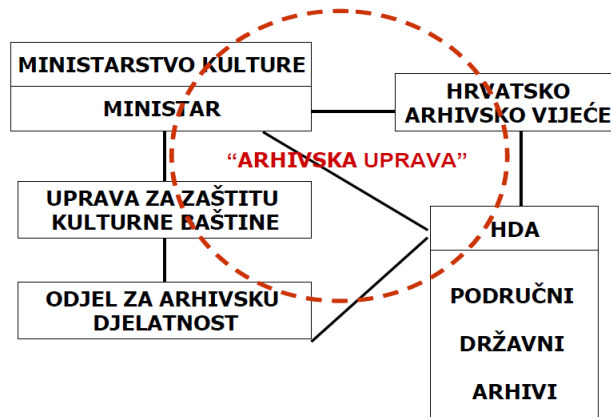 MINISTARSTVO KULTURE
MINISTAR
HRVATSKO
ARHIVSKO VIJEĆE
“ARHIVSKA UPRAVA”
UPRAVA ZA ZAŠTITU
KULTURNE BAŠTINE
HDA
ODJEL ZA ARHIVSKU
DJELATNOST
PODRUČNI
DRŽAVNI
ARHIVI